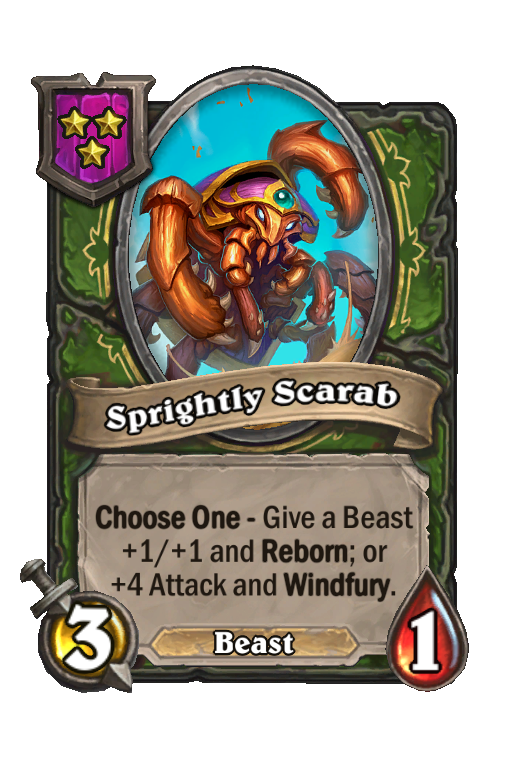 Sprightly Scarab
Choose One - Give a Beast
+1/+1 and Reborn; or
+4 Attack and Windfury.
3
Beast
1